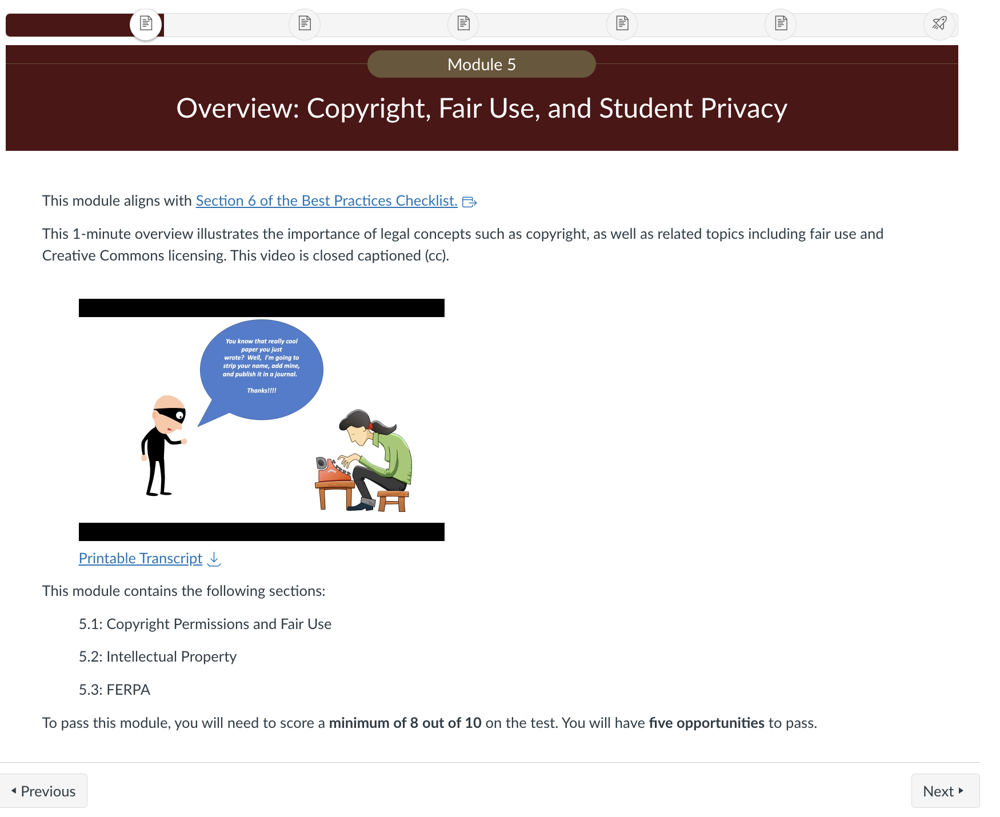 Module 5
Overview: Copyright, Fair Use, and Student Privacy
This module aligns with Section 6 of the Best Practices Checklist.
This 1-minute overview illustrates the importance of legal concepts such as copyright, as well as related topics including fair use and
Creative Commons licensing. This video is closed captioned (cc).
You know that really cool
paper you just
wrote? Well, I'm going to
strip your name, add mine,
and publish it in a journal.
Thanks!!!!
Printable Transcript
This module contains the following sections:
5.1: Copyright Permissions and Fair Use
5.2: Intellectual Property
5.3: FERPA
To pass this module, you will need to score a minimum of 8 out of 10 on the test. You will have five opportunities to pass.
Previous
Next